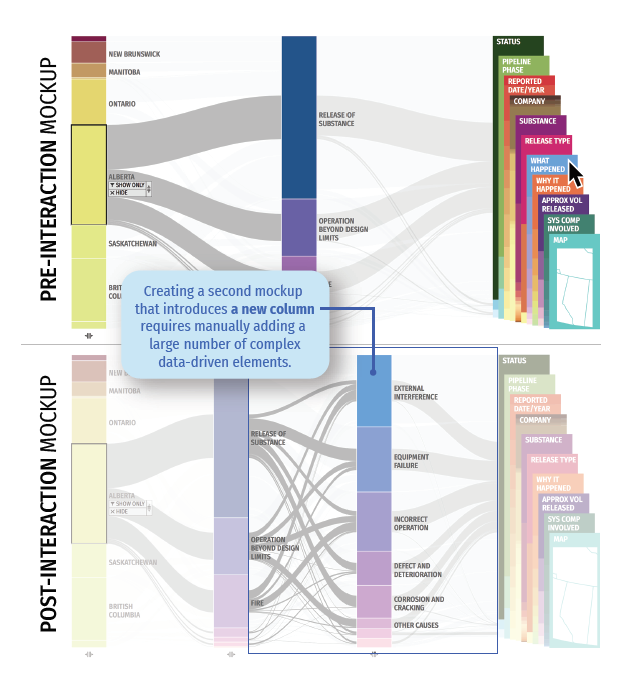 PRE-INTERACTION MOCKUP
NEW BRUNSWICK
MANITOBA
ONTARIO
ALBERTA
SHOW ONLY
HIDE
SASKATCHEWAN
RELEASE OF
SUBSTANCE
OPERATION
BEYOND DESIGN
LIMITS
STATUS
PIPELINE
PHASE
REPORTED
DATE/YEAR
COMPANY
SUBSTANCE
RELEASE TYPE
WHAT
HAPPENED
WHY IT
HAPPENED
APPROX VOL
RELEASED
SYS COMP
INVOLVED
MAP
Creating a second mockup
that introduces a new column
requires manually adding a
large number of complex
data-driven elements.
POST-INTERACTION MOCKUP
MANITOBA
ONTARIO
ALBERTA
SHOW ONLY
HIDE
SASKATCHEWAN
BRITISH
COLUMBIA
RELEASE OF
SUBSTANCE
OPERATION
BEYOND DESIGN
LIMITS
FIRE
EXTERNAL
INTERFERENCE
EQUIPMENT
FAILURE
INCORRECT
OPERATION
DEFECT AND
DETERIORATION
CORROSION AND
CRACKING
OTHER CAUSES
STATUS
PIPELINE
PHASE
REPORTED
DATE/YEAR
COMPANY
SUBSTANCE
RELEASE TYPE
WHY IT
HAPPENED
APPROX VOL
RELEASED
SYS COMP
INVOLVED
MAP